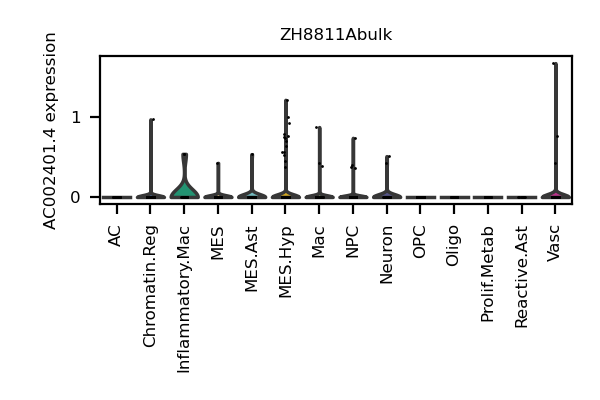 ZH8811Abulk
AC002401.4 expression
1
0
AC
Chromatin.Reg
Inflammatory.Mac
MES
MES.Ast
MES.Hyp
Mac
NPC
Neuron
OPC
Oligo
Prolif.Metab
Reactive.Ast
Vasc